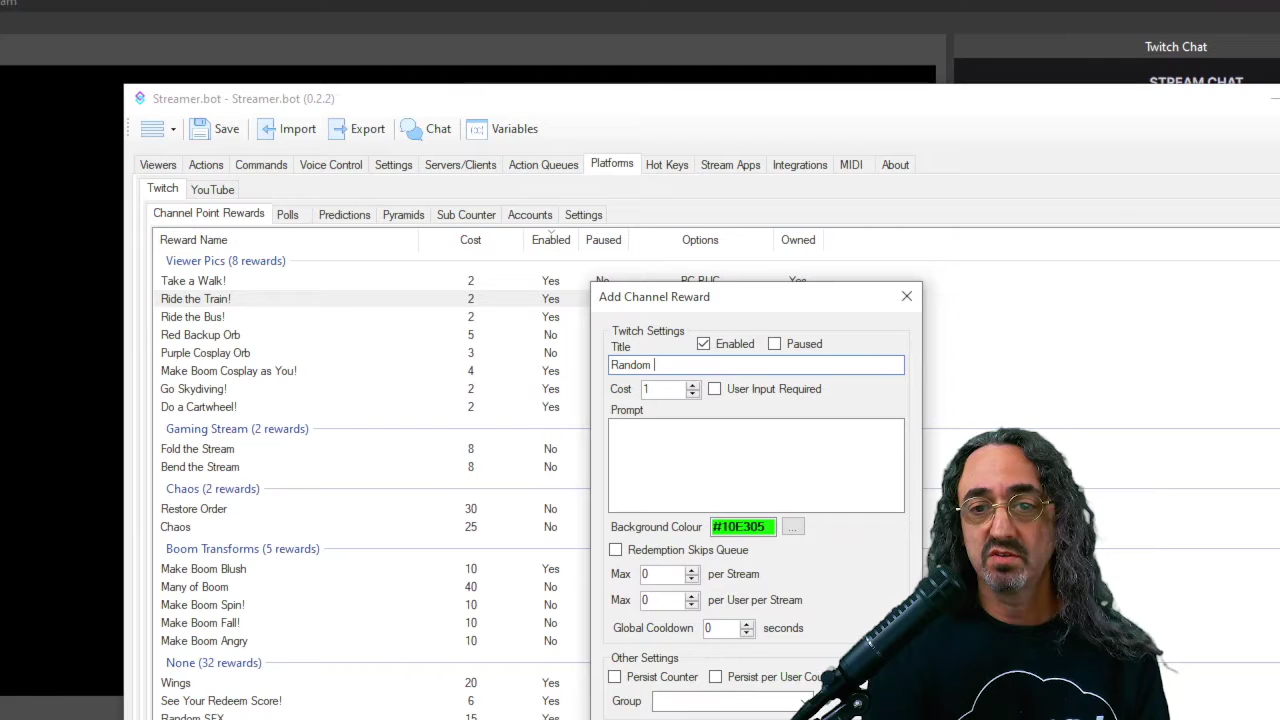 am
Twitch Chat
STREAM CHAT
Streamer.bot - Streamer.bot (0.2.2)
Save Import Export Chat Variables
Viewers Actions Commands Voice Control Settings Servers/Clients Action Queues Platforms Hot Keys Stream Apps Integrations MIDI About
Twitch YouTube
Channel Point Rewards Polls Predictions Pyramids Sub Counter Accounts Settings
Reward Name Cost Enabled Paused Options Owned
Viewer Pics (8 rewards)
Take a Walk! 2 Yes No Yes
Ride the Train! 2 Yes
Ride the Bus! 2 Yes
Red Backup Orb 5 No
Purple Cosplay Orb 3 No
Make Boom Cosplay as You! 4 Yes
Go Skydiving! 2 Yes
Do a Cartwheel! 2 Yes
Gaming Stream (2 rewards)
Fold the Stream 8 No
Bend the Stream 8 No
Chaos (2 rewards)
Restore Order 30 No
Chaos 25 No
Boom Transforms (5 rewards)
Make Boom Blush 10 Yes
Many of Boom 40 No
Make Boom Spin! 10 No
Make Boom Fall! 10 No
Make Boom Angry 10 No
None (32 rewards)
Wings 20 Yes
See Your Redeem Score! 6 Yes
Random SFX 15 Yes
Add Channel Reward
Twitch Settings
Title Enabled Paused
Random
Cost 1 User Input Required
Prompt
Background Colour #10E305 ...
Redemption Skips Queue
Max 0 per Stream
Max 0 per User per Stream
Global Cooldown 0 seconds
Other Settings
Persist Counter Persist per User Cou
Group